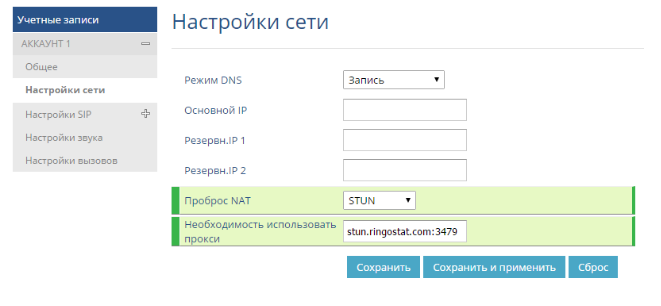 Учетные записи
АККАУНТ 1
Общее
Настройки сети
Настройки SIP
Настройки звука
Настройки вызовов
Настройки сети
Режим DNS Запись
Основной IP
Резервн.IP 1
Резервн.IP 2
Проброс NAT STUN
Необходимость использовать
прокси
stun.ringostat.com:3479
Сохранить Сохранить и применить Сброс